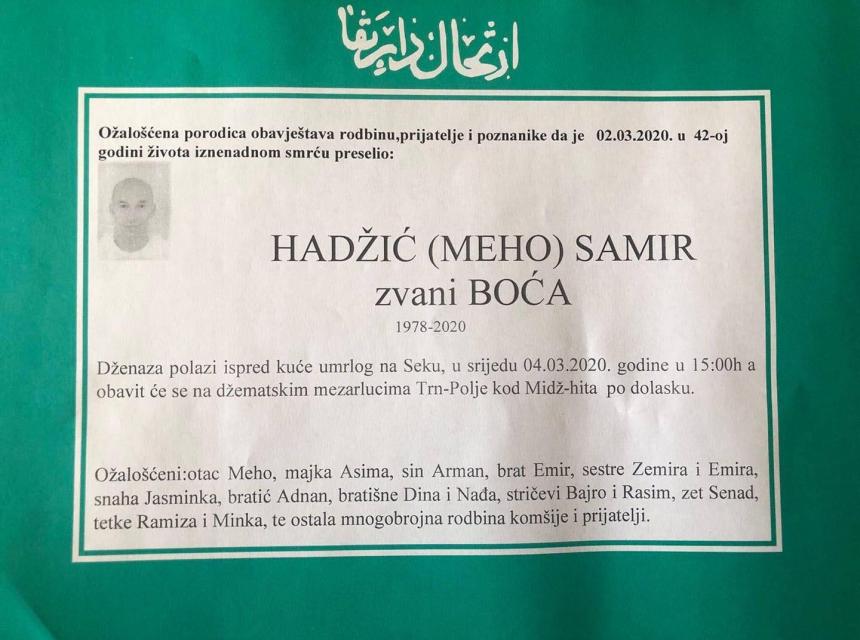 ارتحال دار بقا
Ožalošćena porodica obavještava rodbinu,prijatelje i poznanike da je 02.03.2020. u 42-oj
godini života iznenadnom smrću preselio:
HADŽIĆ (MEHO) SAMIR
zvani BOĆA
1978-2020
Dženaza polazi ispred kuće umrlog na Seku, u srijedu 04.03.2020. godine u 15:00h a
obavit će se na džematskim mezarlucima Trn-Polje kod Midž-hita po dolasku.
Ožalošćeni:otac Meho, majka Asima, sin Arman, brat Emir, sestre Zemira i Emira,
snaha Jasminka, bratić Adnan, bratišne Dina i Nađa, stričevi Bajro i Rasim, zet Senad,
tetke Ramiza i Minka, te ostala mnogobrojna rodbina komšije i prijatelji.